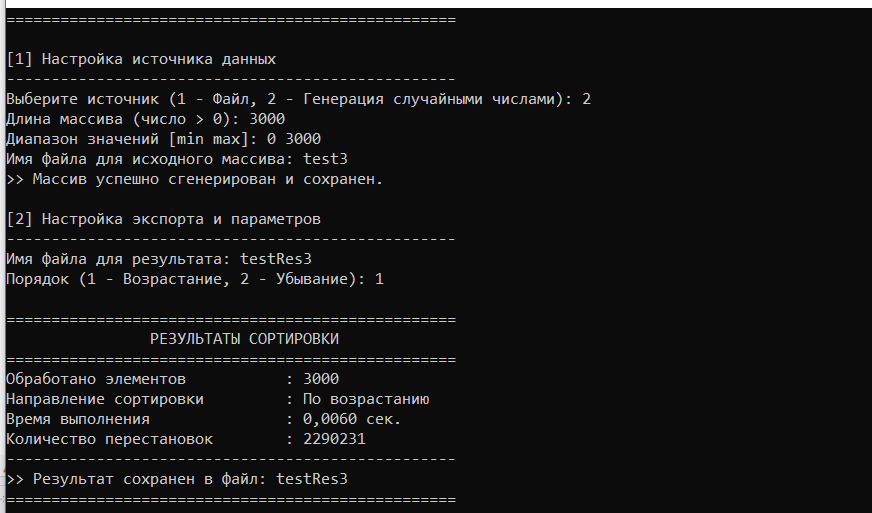 ==================================================
[1] Настройка источника данных
--------------------------------------------------
Выберите источник (1 - Файл, 2 - Генерация случайными числами): 2
Длина массива (число > 0): 3000
Диапазон значений [min max]: 0 3000
Имя файла для исходного массива: test3
>> Массив успешно сгенерирован и сохранен.
[2] Настройка экспорта и параметров
--------------------------------------------------
Имя файла для результата: testRes3
Порядок (1 - Возрастание, 2 - Убывание): 1
==================================================
РЕЗУЛЬТАТЫ СОРТИРОВКИ
==================================================
Обработано элементов : 3000
Направление сортировки : По возрастанию
Время выполнения : 0,0060 сек.
Количество перестановок : 2290231
--------------------------------------------------
>> Результат сохранен в файл: testRes3
==================================================